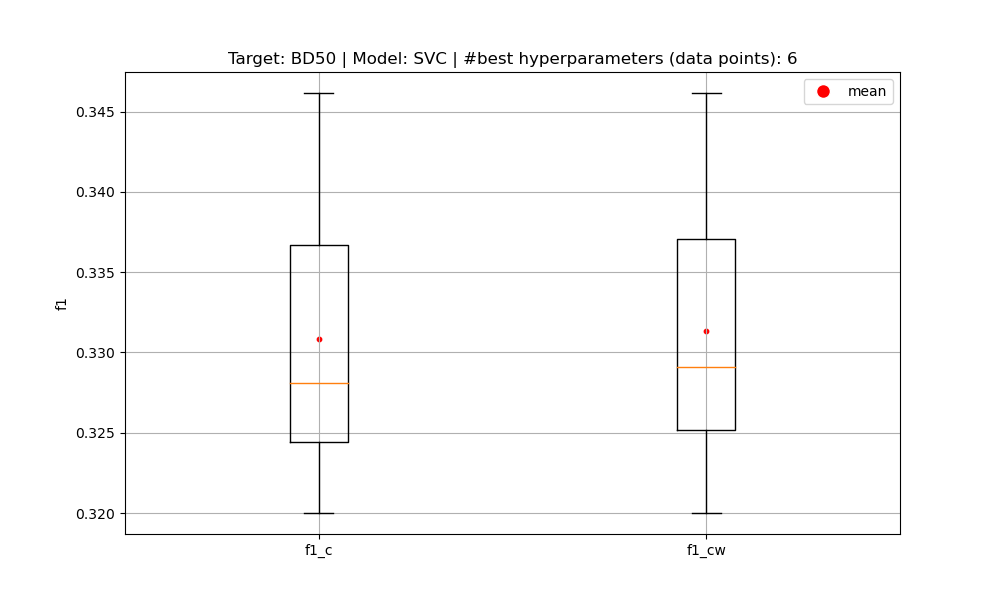 Target: BD50 | Model: SVC | #best hyperparameters (data points): 6
mean
0.345
0.340
0.335
0.330
0.325
0.320
f1
f1_c
f1_cw